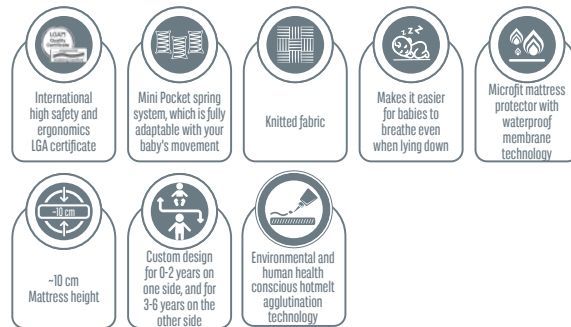 LGA
Quality
Certificate
International
high safety and
ergonomics
LGA certificate
Mini Pocket spring
system, which is fully
adaptable with your
baby's movement
Knitted fabric
zzz
Makes it easier
for babies to
breathe even
when lying down
Microfit mattress
protector with
waterproof
membrane
technology
~10 cm
~10 cm
Mattress height
Custom design
for 0-2 years on
one side, and for
3-6 years on the
other side
Environmental and
human health
conscious hotmelt
agglutination
technology